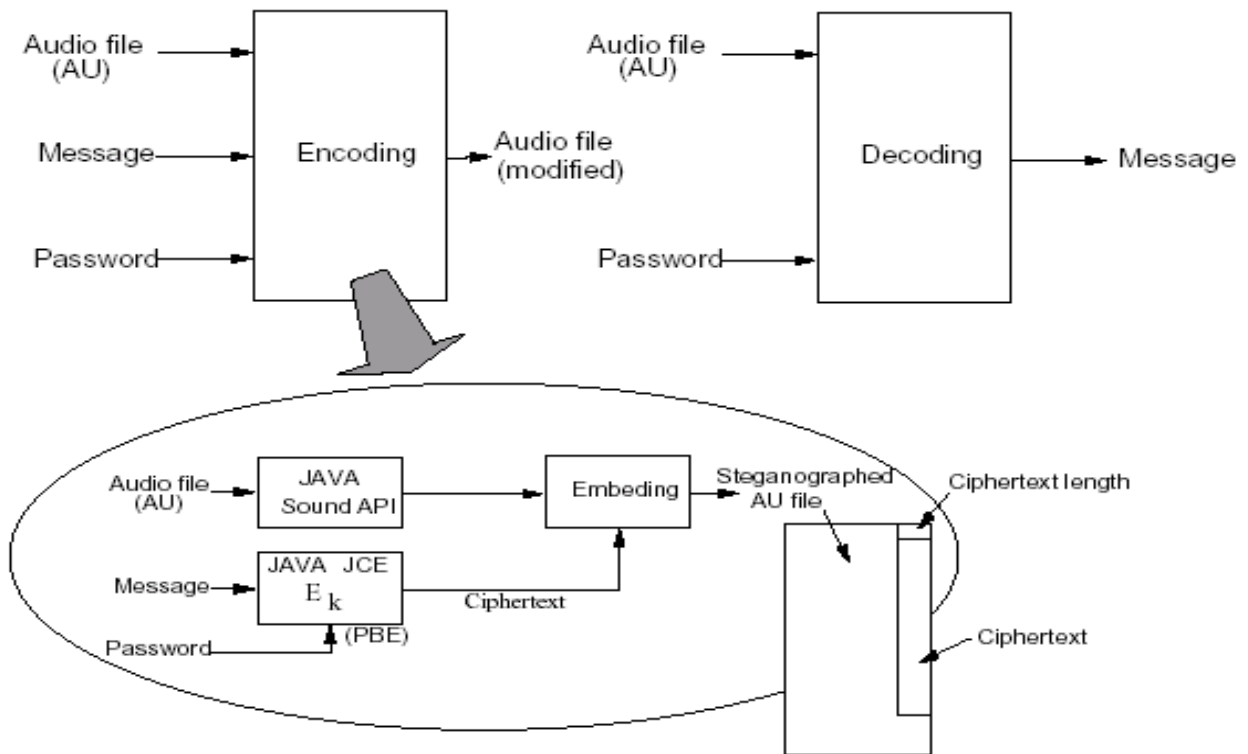 Audio file
(AU)
Message
Password
Encoding
Audio file
(modified)
Audio file
(AU)
Password
Decoding
Message
Audio file
(AU)
JAVA
Sound API
Embeding
Steganographed
AU file
Ciphertext length
Message
JAVA JCE
E k
(PBE)
Password
Ciphertext
Ciphertext